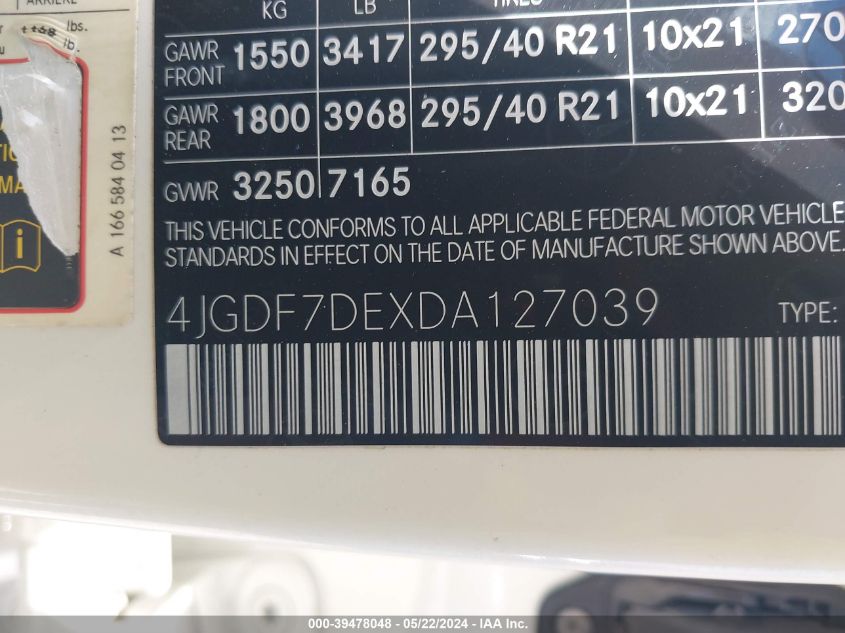 ARRIÈRE
lbs.
lb.
A 166 584 04 13
KG LB TIRES
GAWR FRONT 1550 3417 295/40 R21 10x21 270
GAWR REAR 1800 3968 295/40 R21 10x21 320
GVWR 3250 7165
THIS VEHICLE CONFORMS TO ALL APPLICABLE FEDERAL MOTOR VEHICLE
STANDARDS IN EFFECT ON THE DATE OF MANUFACTURE SHOWN ABOVE.
4JGDF7DEXDA127039 TYPE:
000-39478048 - 05/22/2024 - IAA Inc.